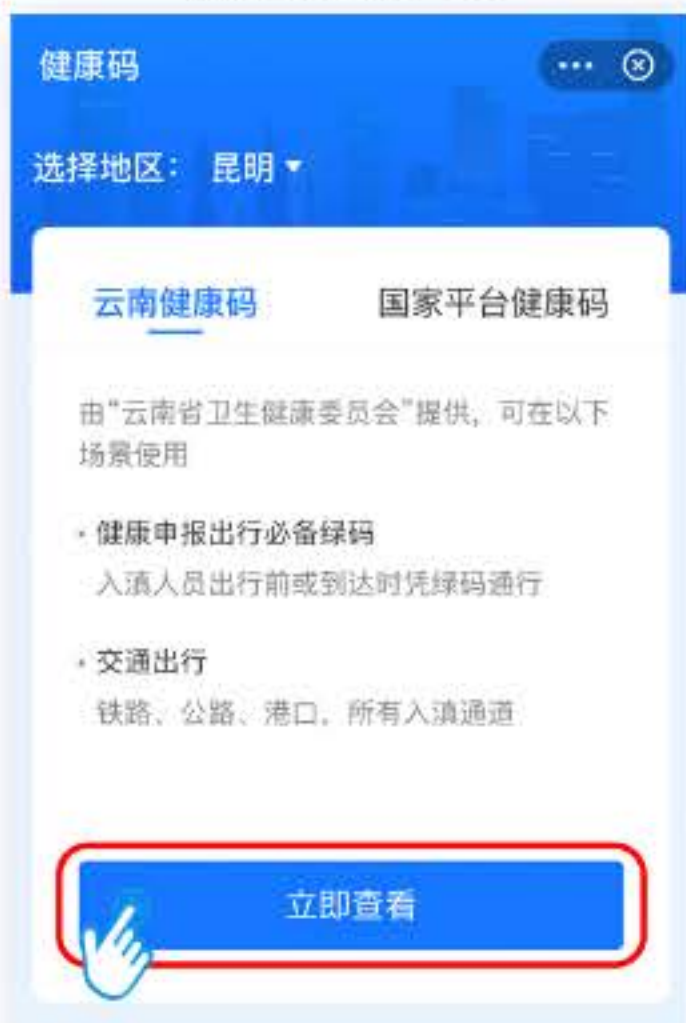 健康码
选择地区： 昆明
云南健康码 国家平台健康码
由“云南省卫生健康委员会”提供，可在以下
场景使用
· 健康申报出行必备绿码
入滇人员出行前或到达时凭绿码通行
· 交通出行
铁路、公路、港口，所有入滇通道
立即查看